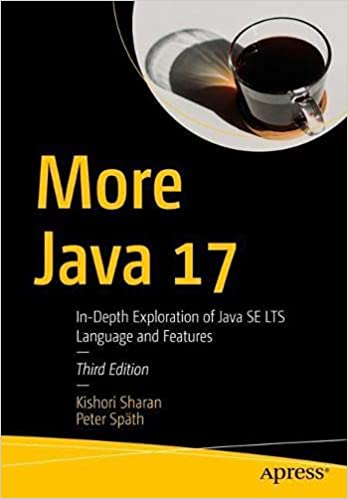 More
Java 17
In-Depth Exploration of Java SE LTS
Language and Features
—
Third Edition
—
Kishori Sharan
Peter Späth
Apress®